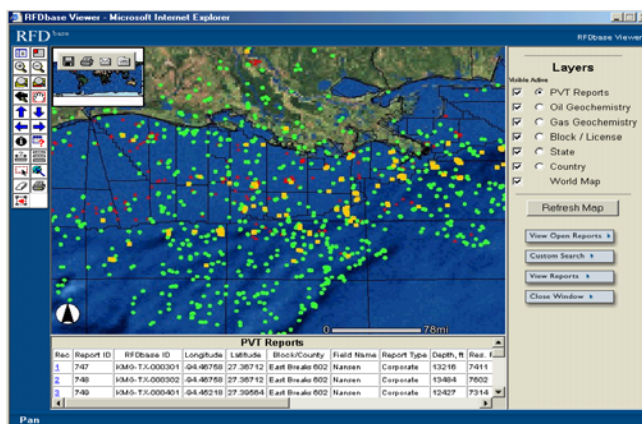 RFDbase Viewer - Microsoft Internet Explorer
RFD base
RFDbase Viewer
Layers
Visible Active
PVT Reports
Oil Geochemistry
Gas Geochemistry
Block / License
State
Country
World Map
Refresh Map
View Open Reports
Custom Search
View Reports
Close Window
0 78mi
PVT Reports
Rec Report ID RFDbase ID Longitude Latitude Block/County Field Name Report Type Depth, ft Res.
1 747 KMG-TX-000301 -94.46758 27.36712 East Breaks 602 Nansen Corporate 13216 7411
2 748 KMG-TX-000302 -94.46758 27.36712 East Breaks 602 Nansen Corporate 13484 7602
3 749 KMG-TX-000401 -94.45218 27.39564 East Breaks 602 Nansen Corporate 12427 7314
Pan